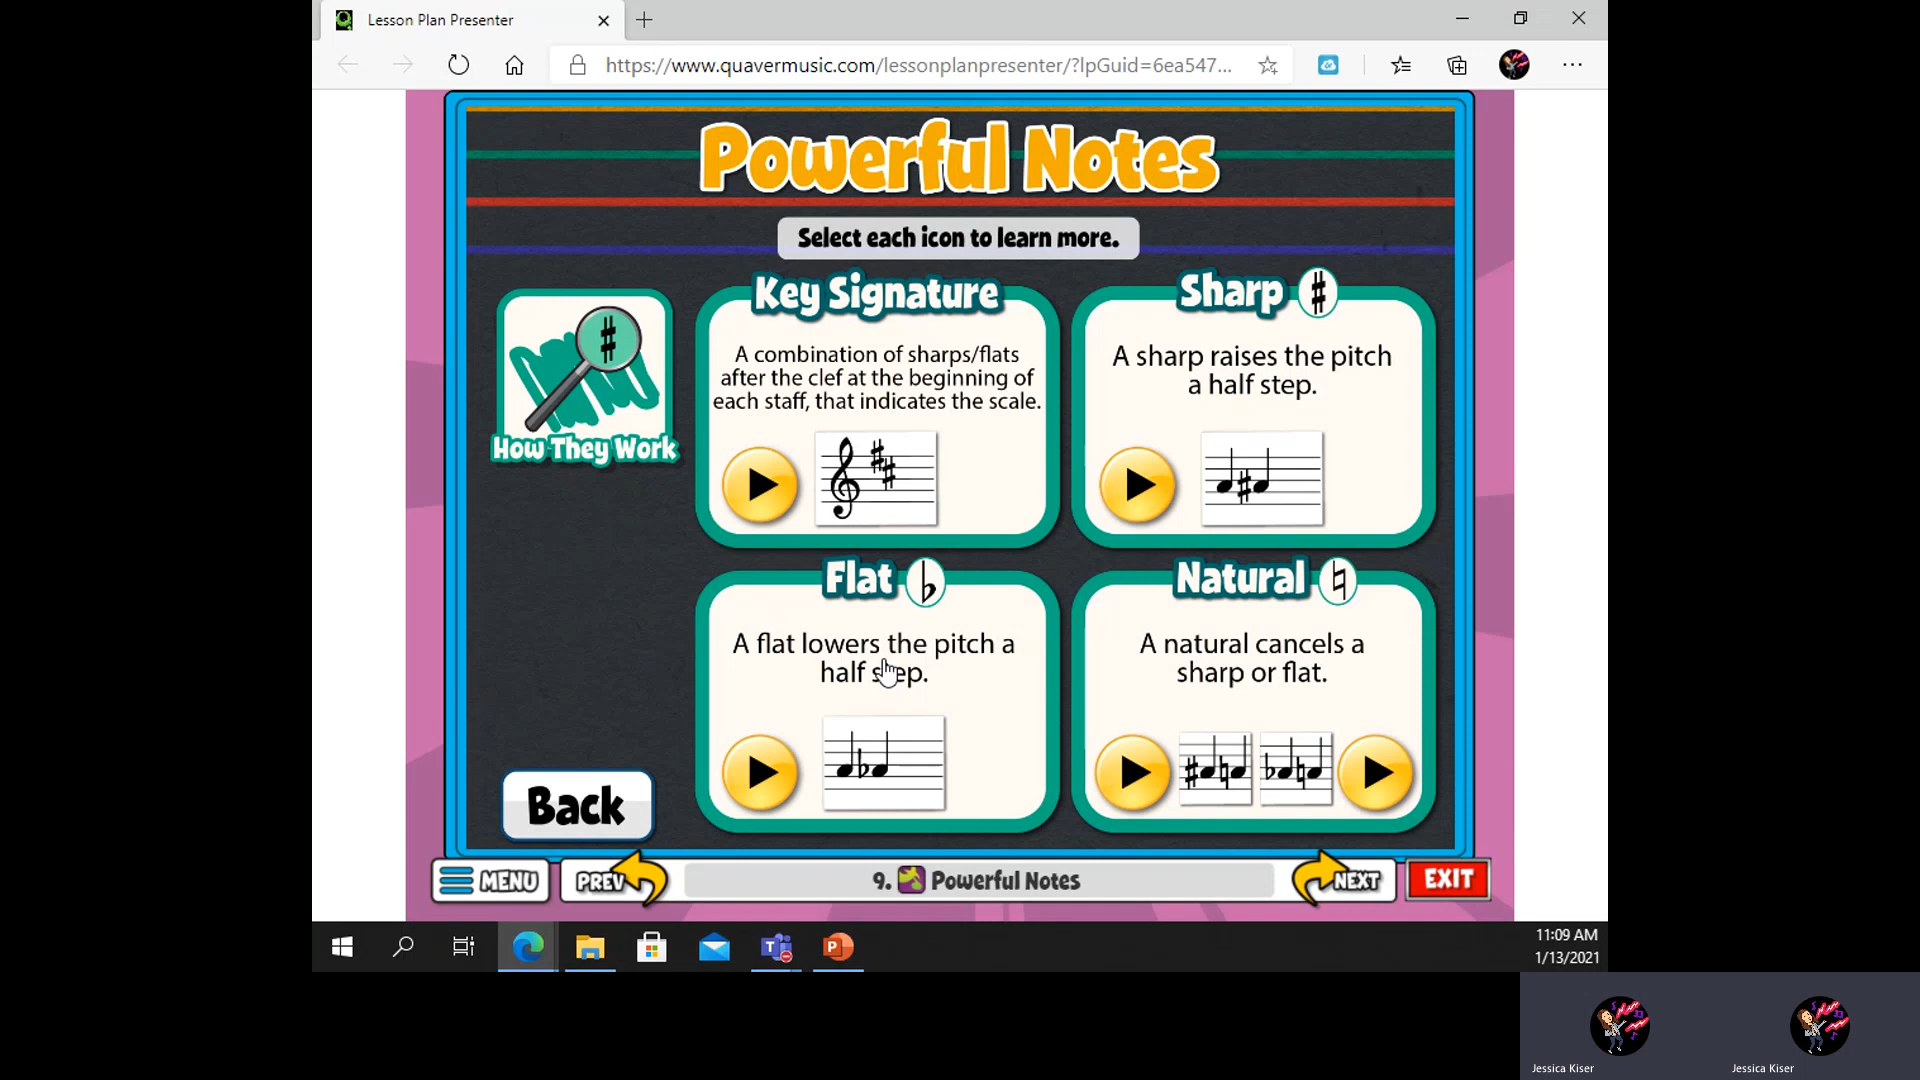 Lesson Plan Presenter
https://www.quavermusic.com/lessonplanpresenter/?lpGuid=6ea547...
Powerful Notes
Select each icon to learn more.
How They Work
Key Signature
A combination of sharps/flats
after the clef at the beginning of
each staff, that indicates the scale.
Sharp
A sharp raises the pitch
a half step.
Flat
A flat lowers the pitch a
half step.
Natural
A natural cancels a
sharp or flat.
Back
MENU
PREV
9. Powerful Notes
NEXT
EXIT
11:09 AM
1/13/2021
Jessica Kiser
Jessica Kiser